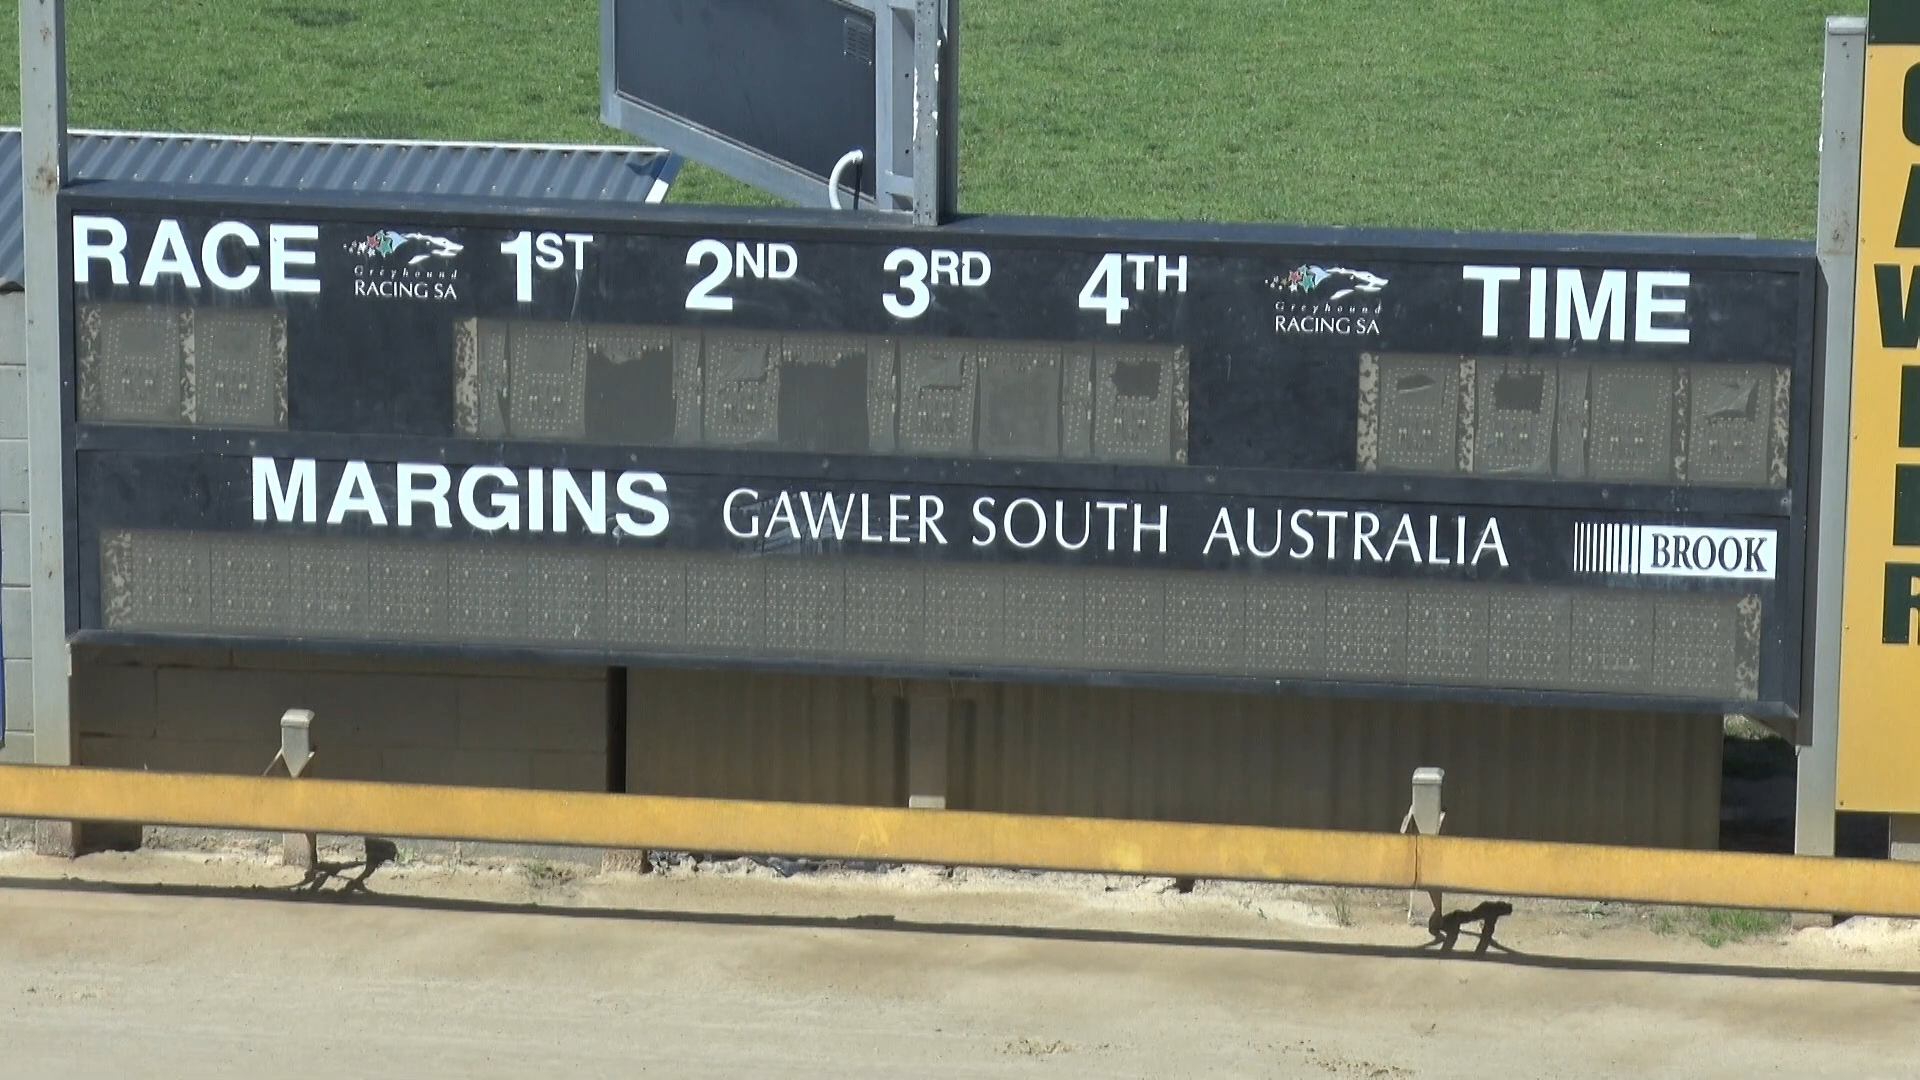 RACE Greyhound RACING SA 1ST 2ND 3RD 4TH Greyhound RACING SA TIME
MARGINS GAWLER SOUTH AUSTRALIA BROOK